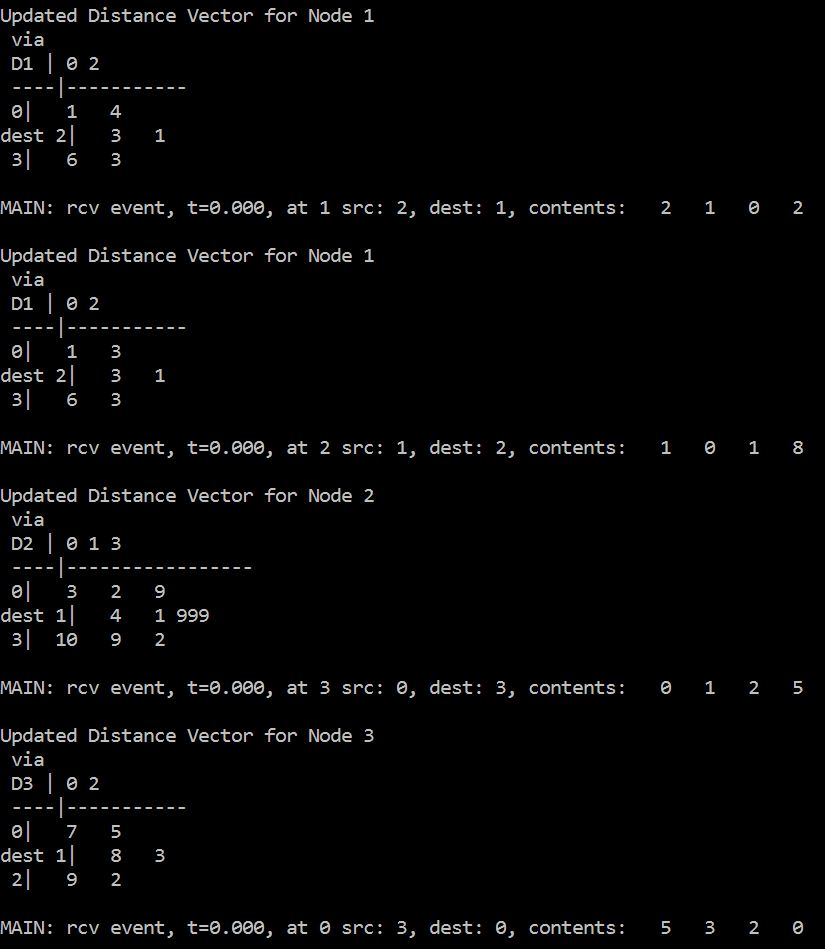 Updated Distance Vector for Node 1
 via
 D1 | 0 2
 ----|-----------
 0|   1   4
dest 2|   3   1
 3|   6   3
MAIN: rcv event, t=0.000, at 1 src: 2, dest: 1, contents:   2   1   0   2
Updated Distance Vector for Node 1
 via
 D1 | 0 2
 ----|-----------
 0|   1   3
dest 2|   3   1
 3|   6   3
MAIN: rcv event, t=0.000, at 2 src: 1, dest: 2, contents:   1   0   1   8
Updated Distance Vector for Node 2
 via
 D2 | 0 1 3
 ----|-----------------
 0|   3   2   9
dest 1|   4   1 999
 3|  10   9   2
MAIN: rcv event, t=0.000, at 3 src: 0, dest: 3, contents:   0   1   2   5
Updated Distance Vector for Node 3
 via
 D3 | 0 2
 ----|-----------
 0|   7   5
dest 1|   8   3
 2|   9   2
MAIN: rcv event, t=0.000, at 0 src: 3, dest: 0, contents:   5   3   2   0